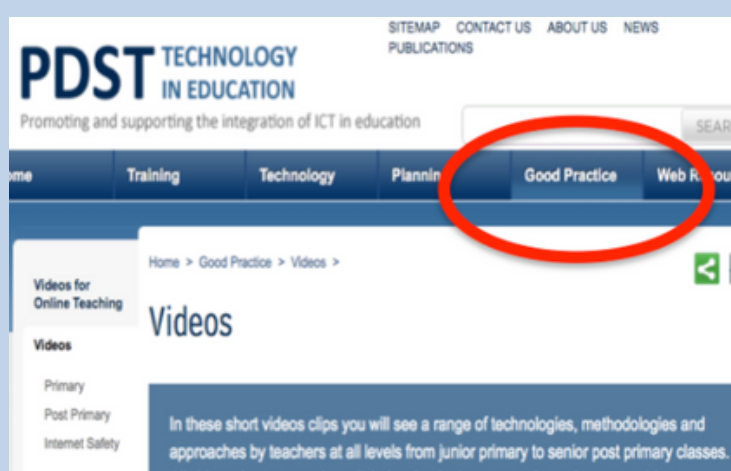 SITEMAP CONTACT US ABOUT US NEWS
PUBLICATIONS
PDST TECHNOLOGY
IN EDUCATION
Promoting and supporting the integration of ICT in education
Training Technology Good Practice Web
Home > Good Practice > Videos >
Videos for
Online Teaching
Videos
Videos
Primary
Post Primary
Internet Safety
In these short videos clips you will see a range of technologies, methodologies and
approaches by teachers at all levels from junior primary to senior post primary classes.